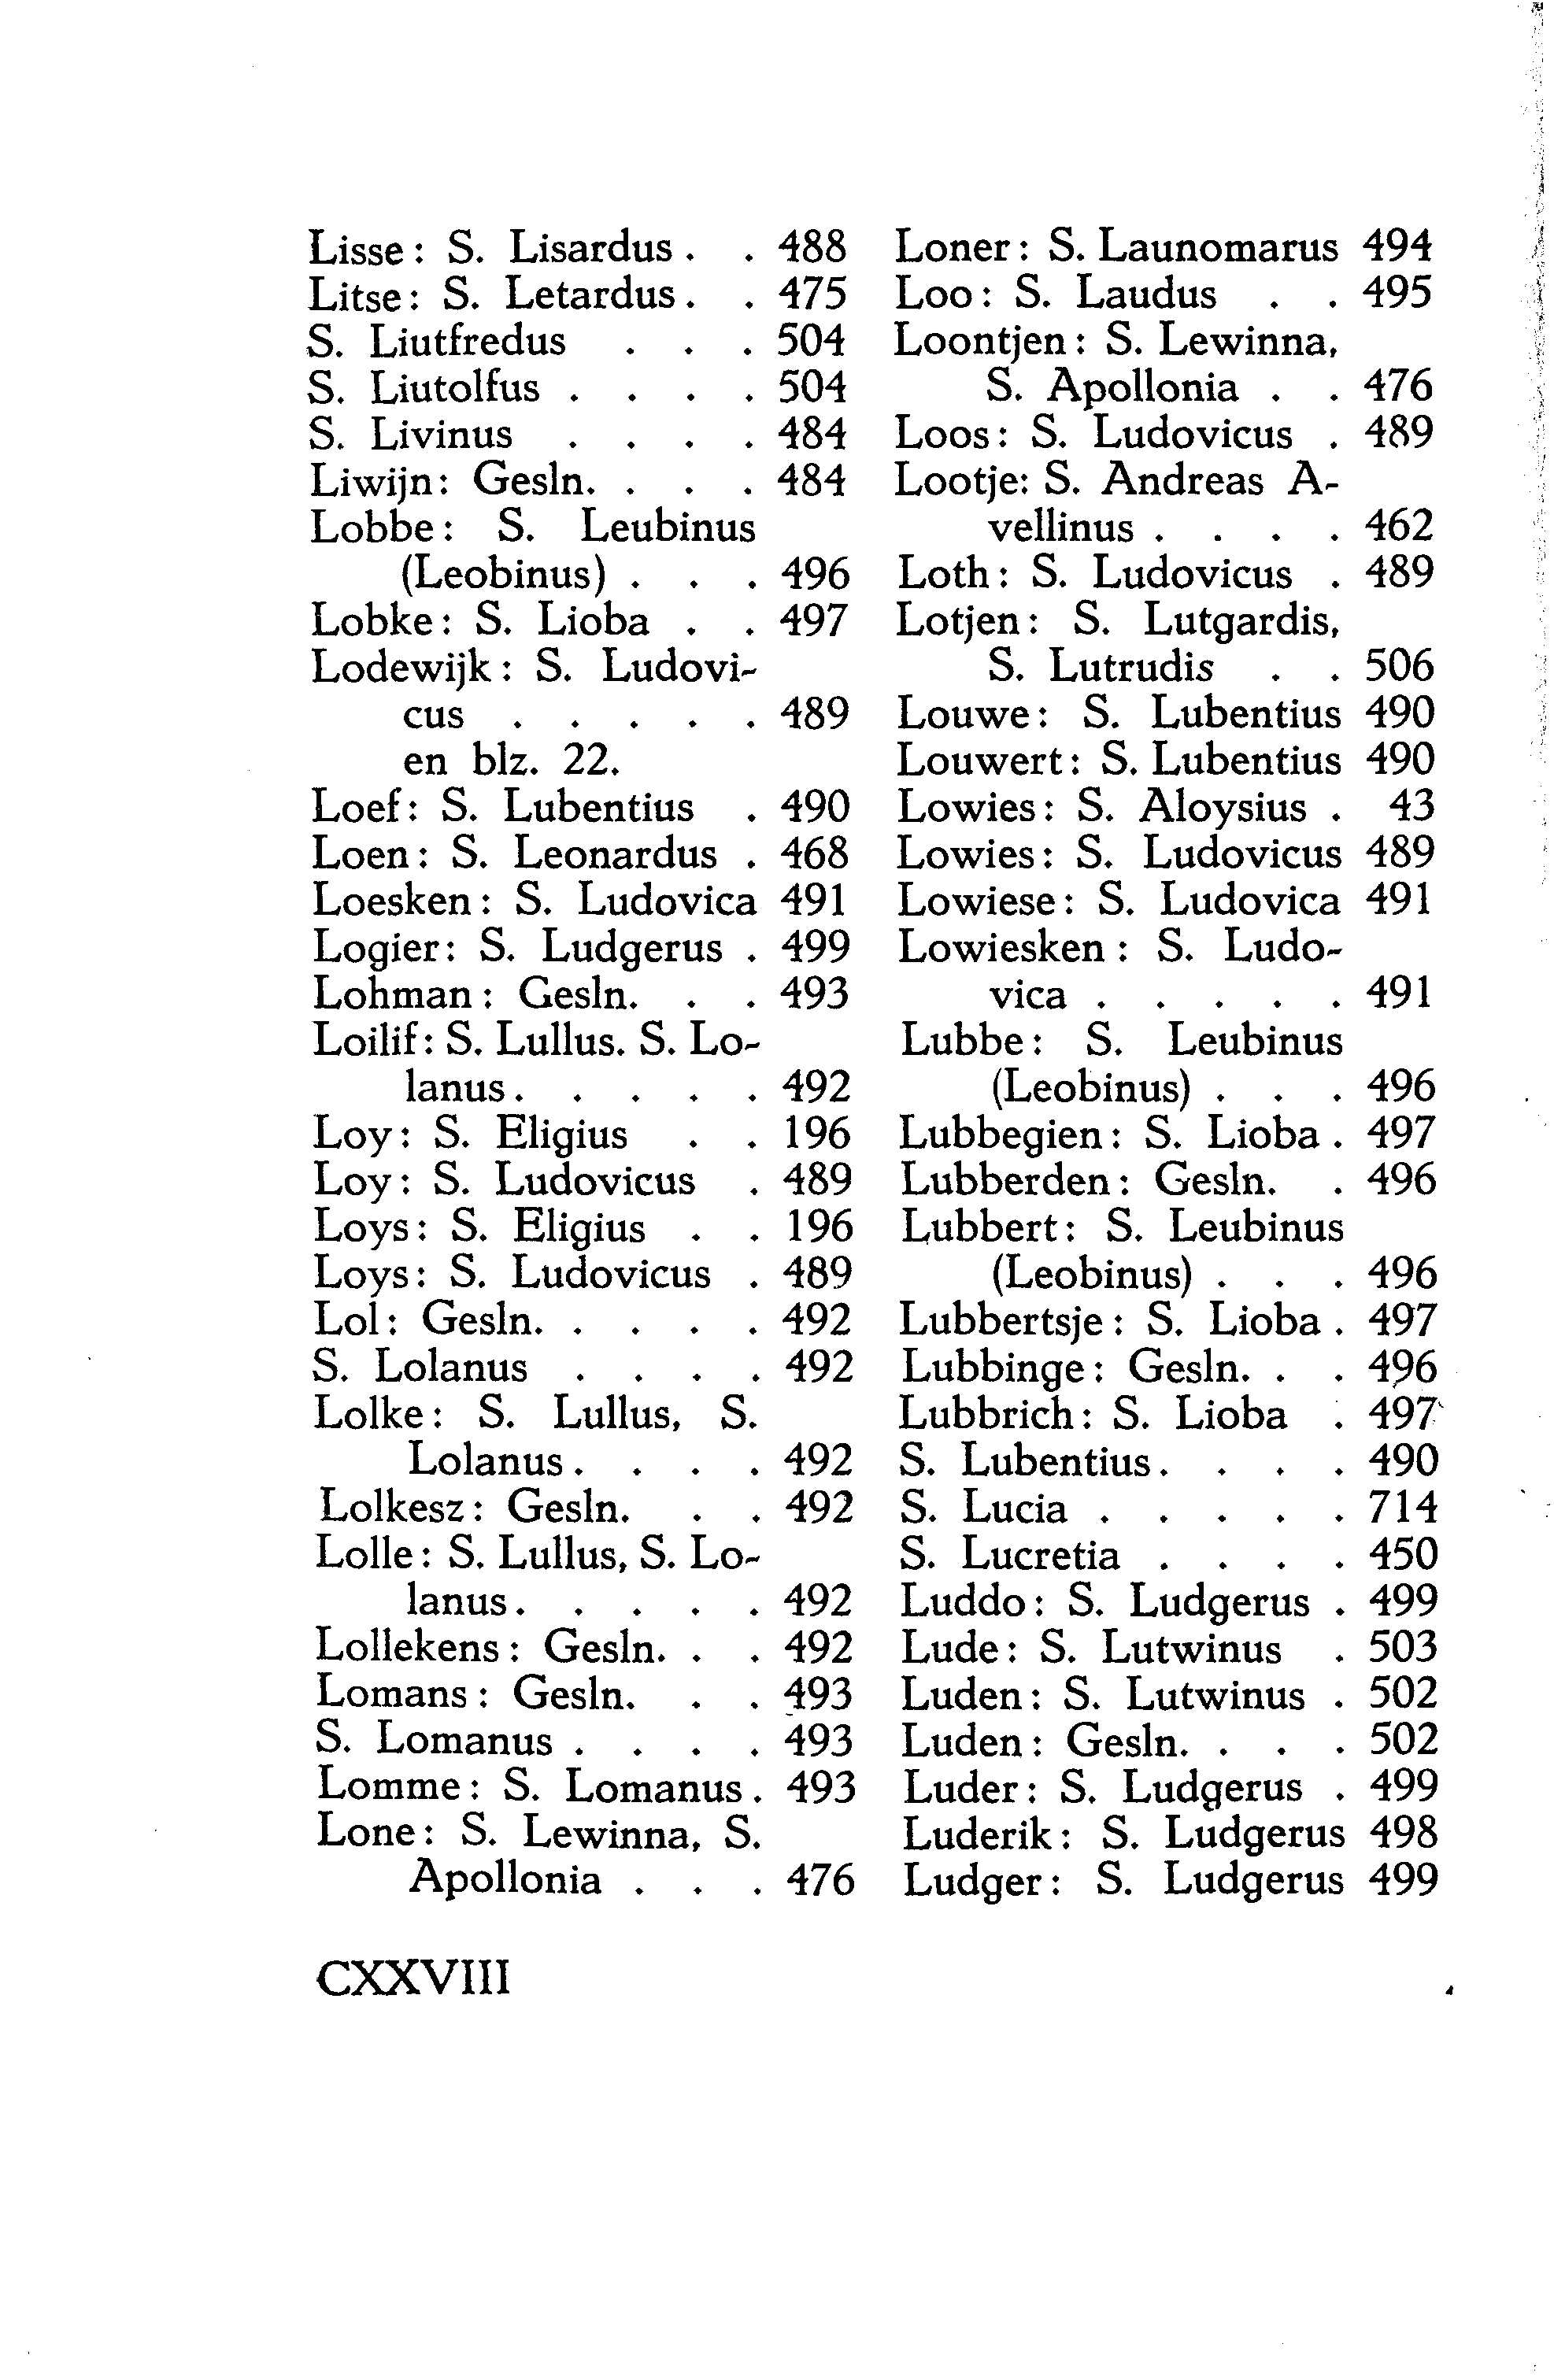 Lisse: S. Lisardus . . 488
Litse: S. Letardus . . 475
S. Liutfredus . . . 504
S. Liutolfus . . . . 504
S. Livinus . . . . 484
Liwijn: Gesln. . . . 484
Lobbe: S. Leubinus
(Leobinus) . . . 496
Lobke: S. Lioba . . 497
Lodewijk: S. Ludovi-
cus . . . . . 489
en blz. 22.
Loef: S. Lubentius . 490
Loen: S. Leonardus . 468
Loesken: S. Ludovica 491
Logier: S. Ludgerus . 499
Lohman: Gesln. . . 493
Loilif: S. Lullus. S. Lo-
lanus . . . . . 492
Loy: S. Eligius . . 196
Loy: S. Ludovicus . 489
Loys: S. Eligius . . 196
Loys: S. Ludovicus . 489
Lol: Gesln. . . . . 492
S. Lolanus . . . . 492
Lolke: S. Lullus, S.
Lolanus . . . . 492
Lolkesz: Gesln. . . 492
Lolle: S. Lullus, S. Lo-
lanus . . . . . 492
Lollekens: Gesln. . . 492
Lomans: Gesln. . . 493
S. Lomanus . . . . 493
Lomme: S. Lomanus . 493
Lone: S. Lewinna, S.
Apollonia . . . 476
Loner: S. Launomarus 494
Loo: S. Laudus . . 495
Loontjen: S. Lewinna,
S. Apollonia . . 476
Loos: S. Ludovicus . 489
Lootje: S. Andreas A-
vellinus . . . . 462
Loth: S. Ludovicus . 489
Lotjen: S. Lutgardis,
S. Lutrudis . . 506
Louwe: S. Lubentius 490
Louwert: S. Lubentius 490
Lowies: S. Aloysius . 43
Lowies: S. Ludovicus 489
Lowiese: S. Ludovica 491
Lowiesken: S. Ludo-
vica . . . . . 491
Lubbe: S. Leubinus
(Leobinus) . . . 496
Lubbegien: S. Lioba . 497
Lubberden: Gesln. . 496
Lubbert: S. Leubinus
(Leobinus) . . . 496
Lubbertsje: S. Lioba . 497
Lubbinge: Gesln. . . 496
Lubbrich: S. Lioba . 497
S. Lubentius . . . . 490
S. Lucia . . . . . 714
S. Lucretia . . . . 450
Luddo: S. Ludgerus . 499
Lude: S. Lutwinus . 503
Luden: S. Lutwinus . 502
Luden: Gesln. . . . 502
Luder: S. Ludgerus . 499
Luderik: S. Ludgerus 498
Ludger: S. Ludgerus 499
CXXVIII